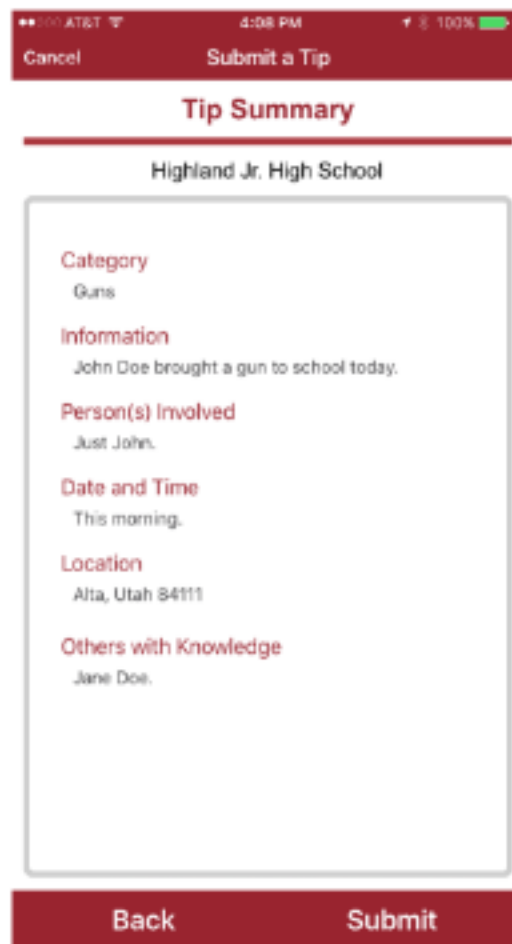 AT&T 4:08 PM 100%
Cancel Submit a Tip
Tip Summary
Highland Jr. High School
Category
Guns
Information
John Doe brought a gun to school today.
Person(s) Involved
Just John.
Date and Time
This morning.
Location
Alta, Utah 84111
Others with Knowledge
Jane Doe.
Back Submit